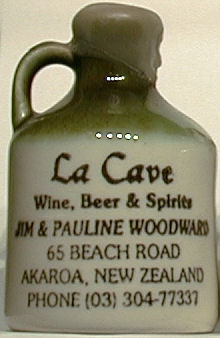 La Cave
Wine, Beer & Spirits
JIM & PAULINE WOODWARD
65 BEACH ROAD
AKAROA, NEW ZEALAND
PHONE (03) 304-77337